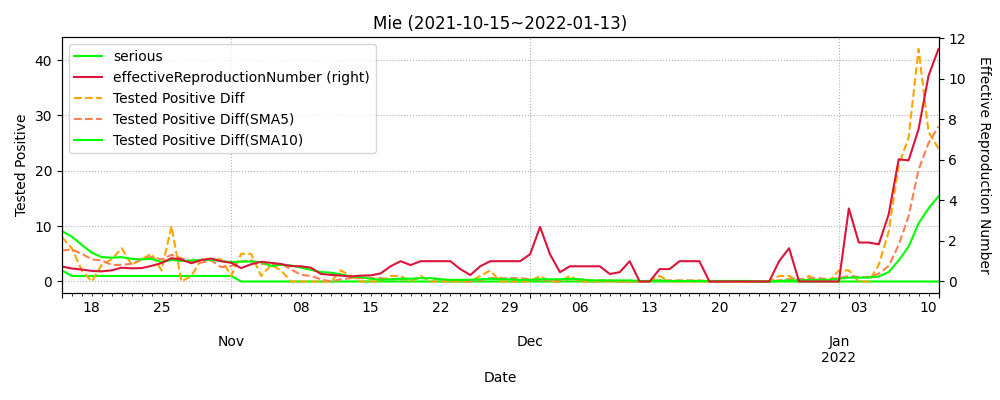 Mie (2021-10-15~2022-01-13)
serious
effectiveReproductionNumber (right)
Tested Positive Diff
Tested Positive Diff(SMA5)
Tested Positive Diff(SMA10)
Tested Positive
40
30
20
10
0
12
10
8
6
4
2
0
Effective Reproduction Number
18 25 08 15 22 29 06 13 20 27 03 10
Nov Dec Jan
2022
Date